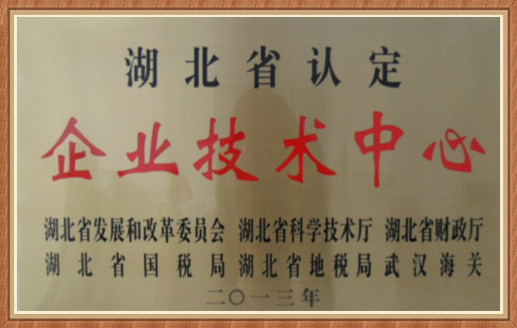 湖北省认定
企业技术中心
湖北省发展和改革委员会 湖北省科学技术厅 湖北省财政厅
湖北省国税局 湖北省地税局 武汉海关
二〇一三年